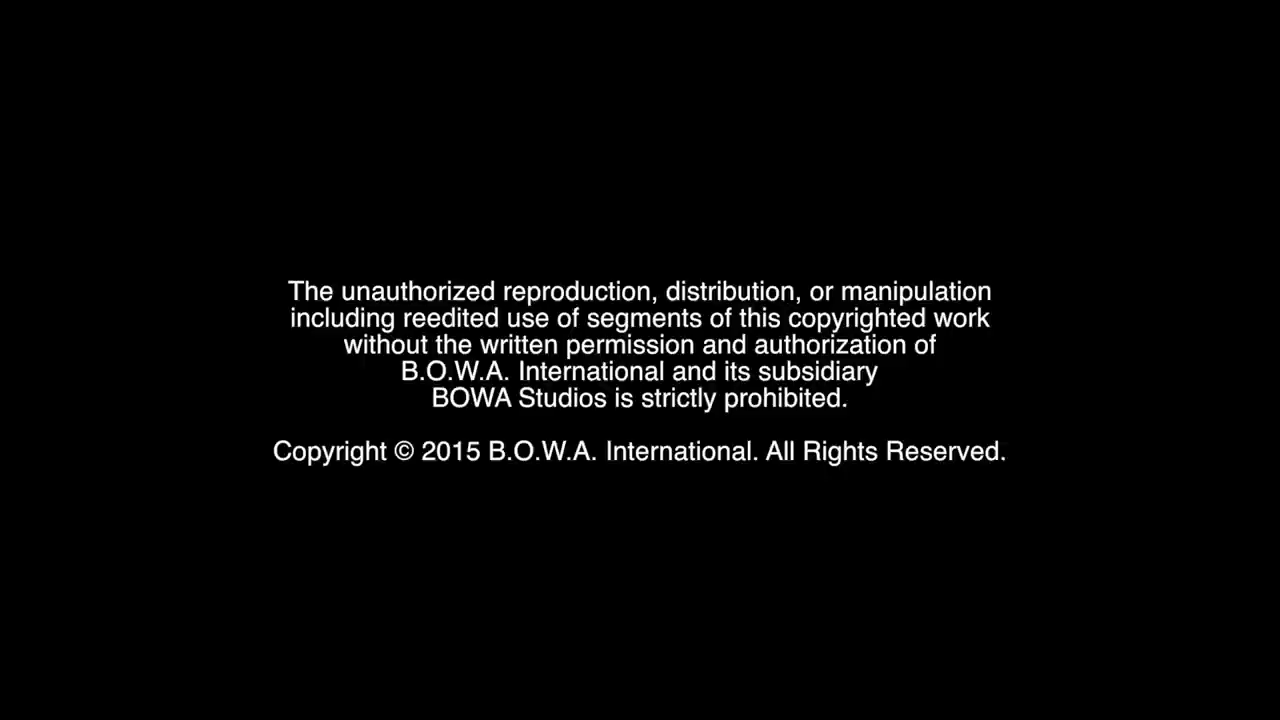 The unauthorized reproduction, distribution, or manipulation
including reedited use of segments of this copyrighted work
without the written permission and authorization of
B.O.W.A. International and its subsidiary
BOWA Studios is strictly prohibited.
Copyright © 2015 B.O.W.A. International. All Rights Reserved.